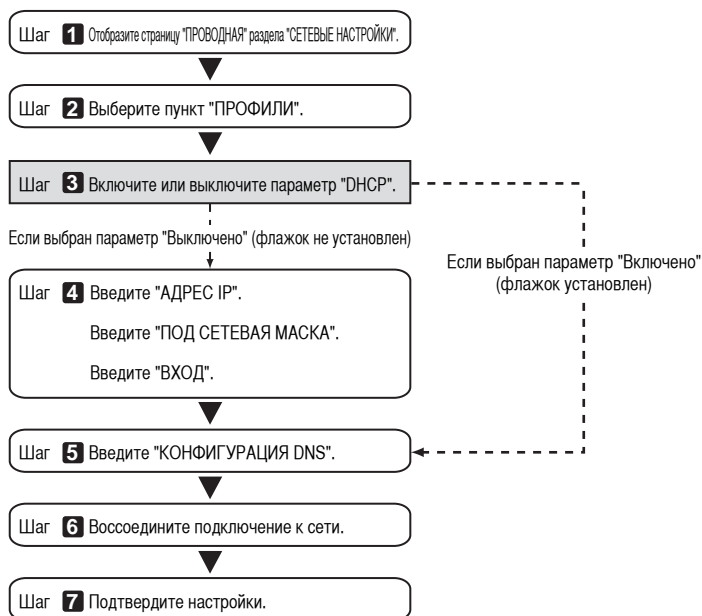 Шаг 1 Отобразите страницу "ПРОВОДНАЯ" раздела "СЕТЕВЫЕ НАСТРОЙКИ".
Шаг 2 Выберите пункт "ПРОФИЛИ".
Шаг 3 Включите или выключите параметр "DHCP".
Если выбран параметр "Выключено" (флажок не установлен)
Если выбран параметр "Включено"
(флажок установлен)
Шаг 4 Введите "АДРЕС IP".
Введите "ПОД СЕТЕВАЯ МАСКА".
Введите "ВХОД".
Шаг 5 Введите "КОНФИГУРАЦИЯ DNS".
Шаг 6 Воссоедините подключение к сети.
Шаг 7 Подтвердите настройки.